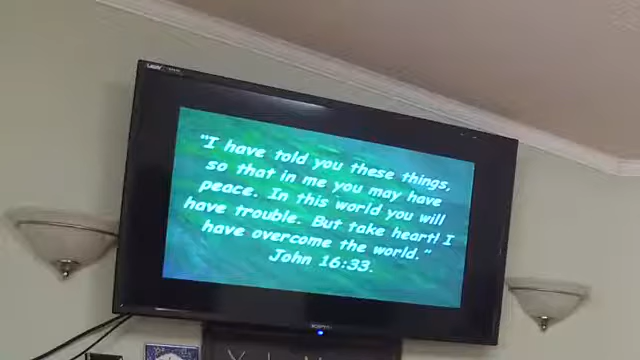 "I have told you these things,
so that in me you may have
peace. In this world you will
have trouble. But take heart! I
have overcome the world."
John 16:33.